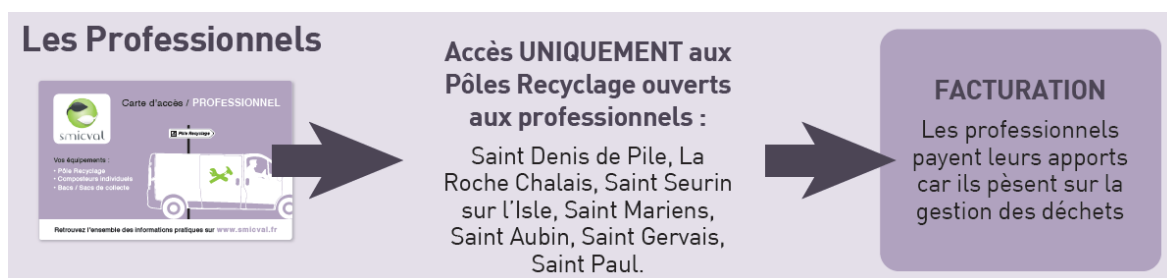 Les Professionnels
smicval
Carte d'accès / PROFESSIONNEL
Pôle Recyclage
Vos équipements :
• Pôle Recyclage
• Composteurs individuels
• Bacs / Sacs de collecte
Retrouvez l'ensemble des informations pratiques sur www.smicval.fr
Accès UNIQUEMENT aux
Pôles Recyclage ouverts
aux professionnels :
Saint Denis de Pile, La
Roche Chalais, Saint Seurin
sur l'Isle, Saint Mariens,
Saint Aubin, Saint Gervais,
Saint Paul.
FACTURATION
Les professionnels
payent leurs apports
car ils pèsent sur la
gestion des déchets